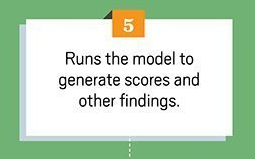 5
Runs the model to
generate scores and
other findings.